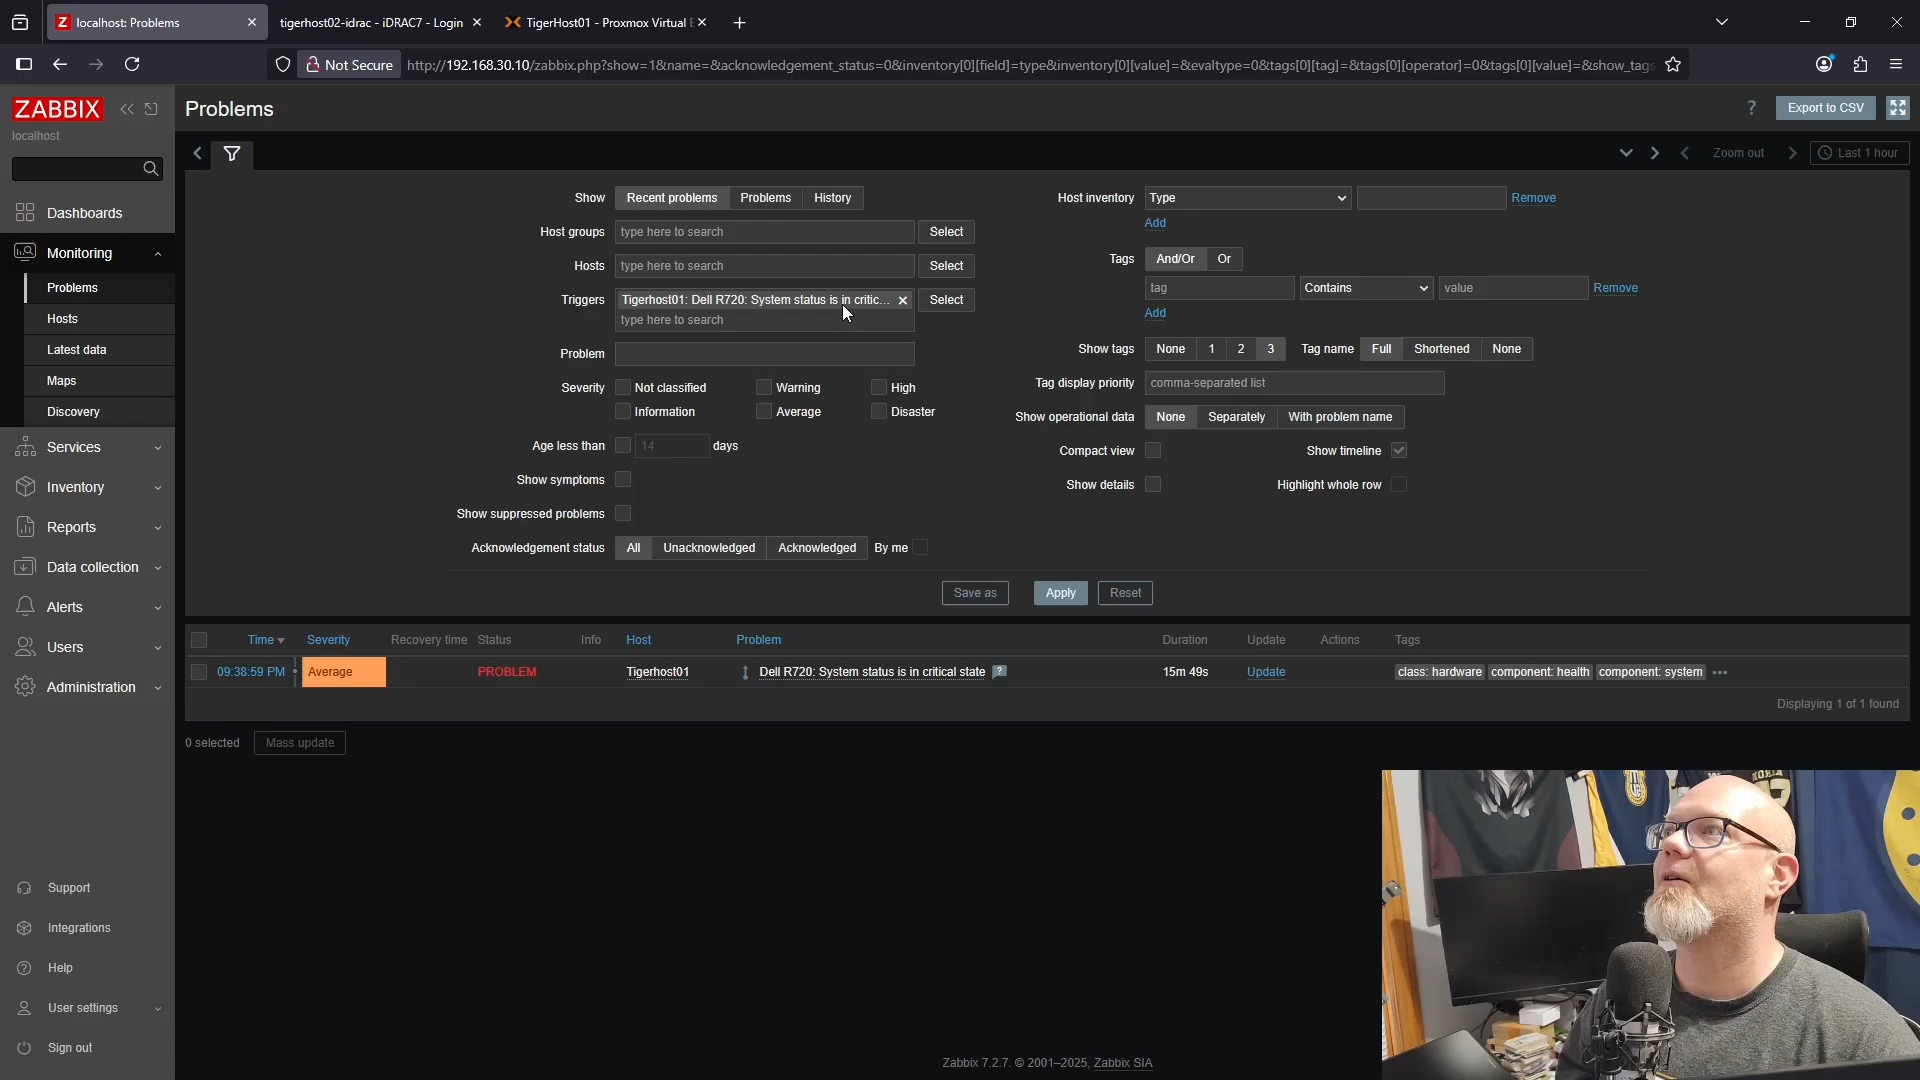 localhost: Problems
tigerhost02-idrac - iDRAC7 - Login
TigerHost01 - Proxmox Virtual E
Not Secure
http://192.168.30.10/zabbix.php?show=1&name=&acknowledgement_status=0&inventory[0][field]=type&inventory[0][value]=&evaltype=0&tags[0][tag]=&tags[0][operator]=0&tags[0][value]=&show_tags
ZABBIX
localhost
Dashboards
Monitoring
Problems
Hosts
Latest data
Maps
Discovery
Services
Inventory
Reports
Data collection
Alerts
Users
Administration
Support
Integrations
Help
User settings
Sign out
Problems
? Export to CSV
Zoom out
Last 1 hour
Show Recent problems Problems History
Host groups type here to search Select
Hosts type here to search Select
Triggers Tigerhost01: Dell R720: System status is in critic... Select
type here to search
Problem
Severity Not classified Warning High
Information Average Disaster
Age less than 14 days
Show symptoms
Show suppressed problems
Acknowledgement status All Unacknowledged Acknowledged By me
Host inventory Type Remove
Add
Tags And/Or Or
tag Contains value Remove
Add
Show tags None 1 2 3 Tag name Full Shortened None
Tag display priority comma-separated list
Show operational data None Separately With problem name
Compact view Show timeline
Show details Highlight whole row
Save as Apply Reset
Time Severity Recovery time Status Info Host Problem Duration Update Actions Tags
09:38:59 PM Average PROBLEM Tigerhost01 Dell R720: System status is in critical state ? 15m 49s Update class: hardware component: health component: system •••
Displaying 1 of 1 found
0 selected Mass update
Zabbix 7.2.7. © 2001–2025, Zabbix SIA